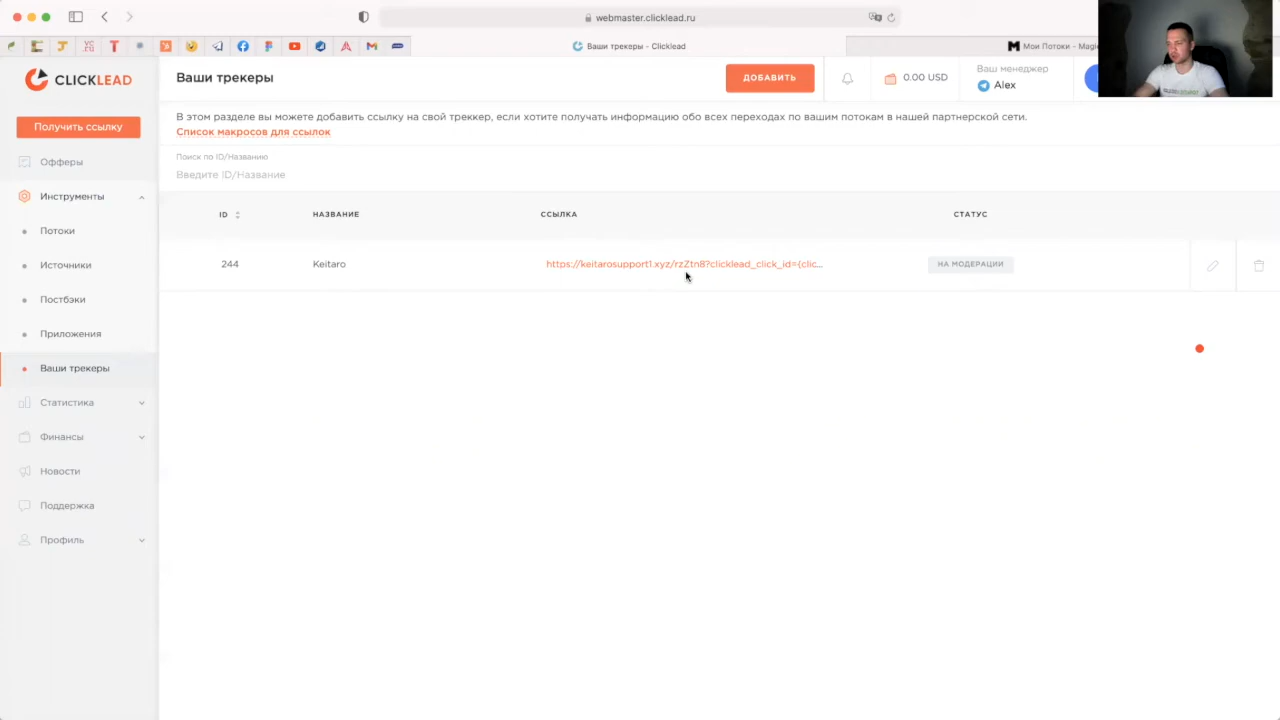 webmaster.clicklead.ru
Ваши трекеры - Clicklead
Мои Потоки - Magic
CLICKLEAD
Ваши трекеры
ДОБАВИТЬ
0.00 USD
Ваш менеджер
Alex
Получить ссылку
В этом разделе вы можете добавить ссылку на свой трекер, если хотите получать информацию обо всех переходах по вашим потокам в нашей партнерской сети.
Список макросов для ссылок
Поиск по ID/Названию
Введите ID/Название
Офферы
Инструменты
Потоки
Источники
Постбэки
Приложения
Ваши трекеры
Статистика
Финансы
Новости
Поддержка
Профиль
ID НАЗВАНИЕ ССЫЛКА СТАТУС
244 Keitaro https://keitarosupport1.xyz/rzZtn8?clicklead_click_id={clic... НА МОДЕРАЦИИ